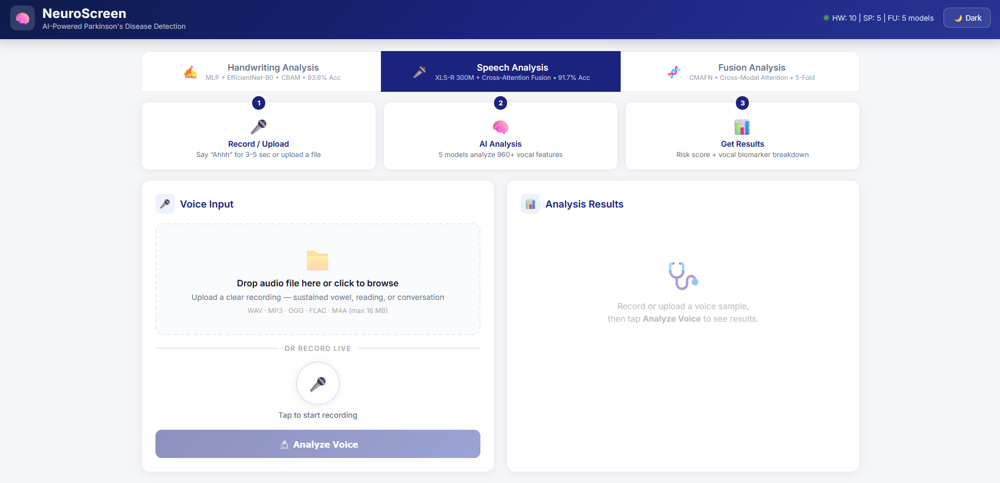 NeuroScreen
AI-Powered Parkinson's Disease Detection
HW: 10 | SP: 5 | FU: 5 models
Dark
Handwriting Analysis
MLP + EfficientNet-B0 + CBAM • 93.6% Acc
Speech Analysis
XLS-R 300M + Cross-Attention Fusion • 91.7% Acc
Fusion Analysis
CMAFN • Cross-Modal Attention • 5-Fold
1
Record / Upload
Say “Ahhh” for 3-5 sec or upload a file
2
AI Analysis
5 models analyze 960+ vocal features
3
Get Results
Risk score + vocal biomarker breakdown
Voice Input
Drop audio file here or click to browse
Upload a clear recording — sustained vowel, reading, or conversation
WAV · MP3 · OGG · FLAC · M4A (max 16 MB)
OR RECORD LIVE
Tap to start recording
Analyze Voice
Analysis Results
Record or upload a voice sample,
then tap Analyze Voice to see results.